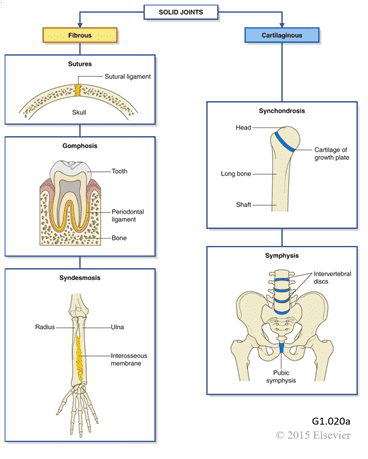 SOLID JOINTS
Fibrous
Cartilaginous
Sutures
Sutural ligament
Skull
Gomphosis
Tooth
Periodontal
ligament
Bone
Syndesmosis
Radius
Ulna
Interosseous
membrane
Synchondrosis
Head
Cartilage of
growth plate
Long bone
Shaft
Symphysis
Intervertebral
discs
Pubic
symphysis
G1.020a
© 2015 Elsevier